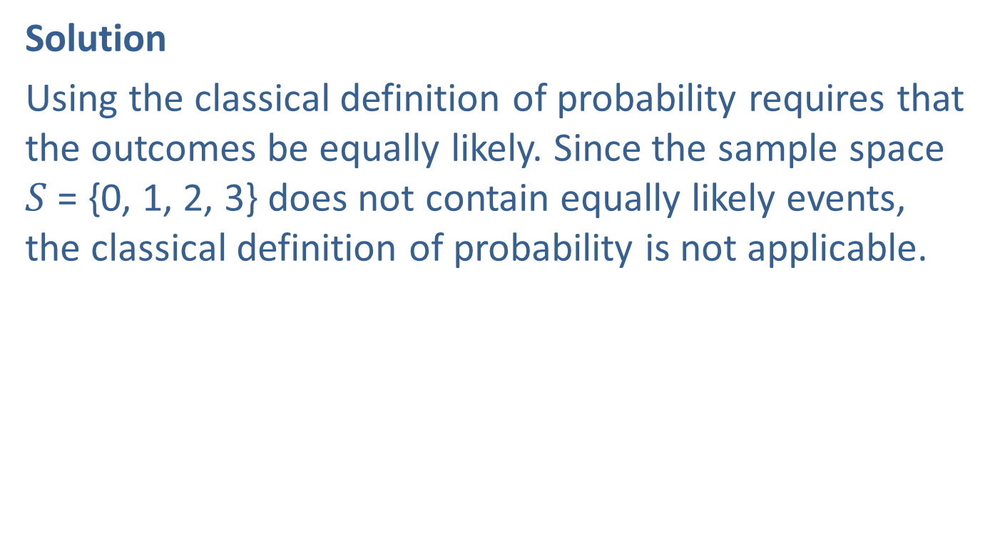 Solution
Using the classical definition of probability requires that
the outcomes be equally likely. Since the sample space
S = {0, 1, 2, 3} does not contain equally likely events,
the classical definition of probability is not applicable.